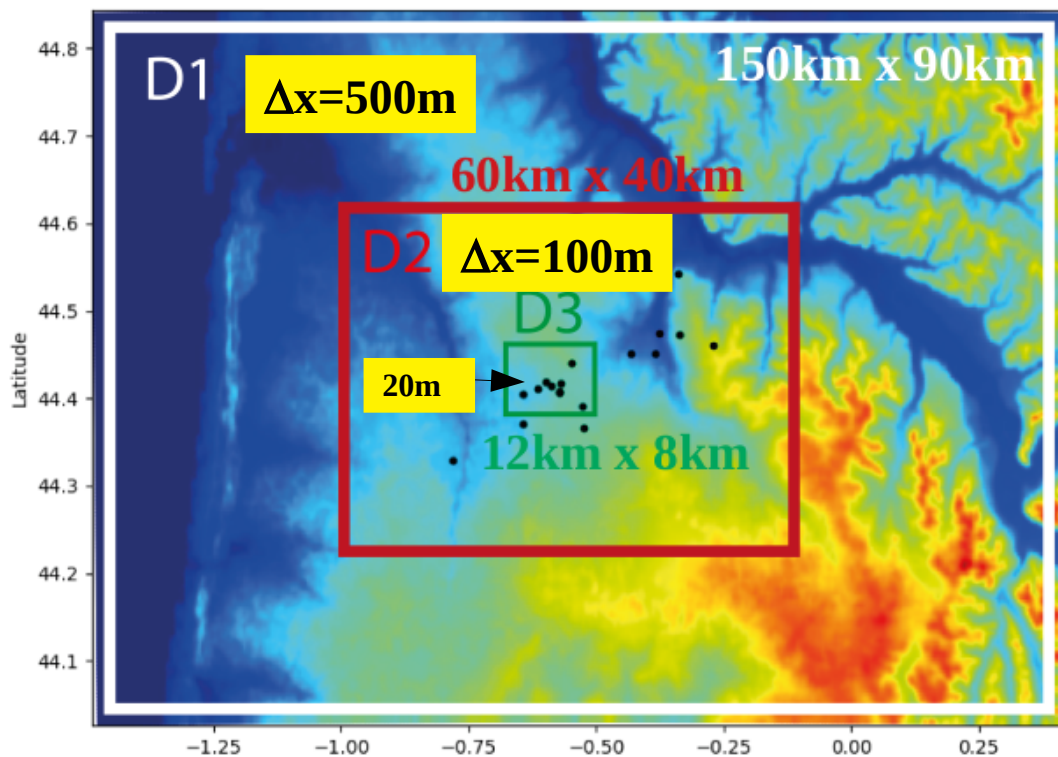 44.8
D1
150km x 90km
Δx=500m
44.7
60km x 40km
44.6
D2
Δx=100m
44.5
D3
Latitude
20m
44.4
12km x 8km
44.3
44.2
44.1
−1.25 −1.00 −0.75 −0.50 −0.25 0.00 0.25